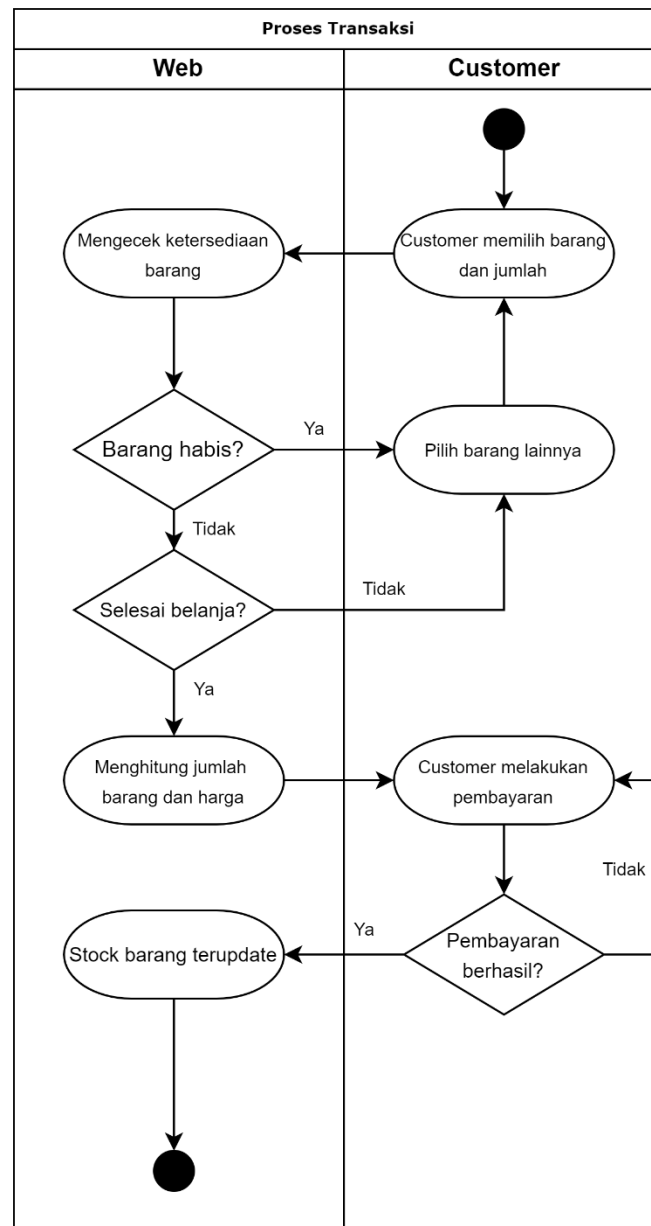 Proses Transaksi
Web
Customer
Mengecek ketersediaan
barang
Customer memilih barang
dan jumlah
Barang habis?
Ya
Pilih barang lainnya
Tidak
Selesai belanja?
Tidak
Ya
Menghitung jumlah
barang dan harga
Customer melakukan
pembayaran
Tidak
Stock barang terupdate
Ya
Pembayaran
berhasil?